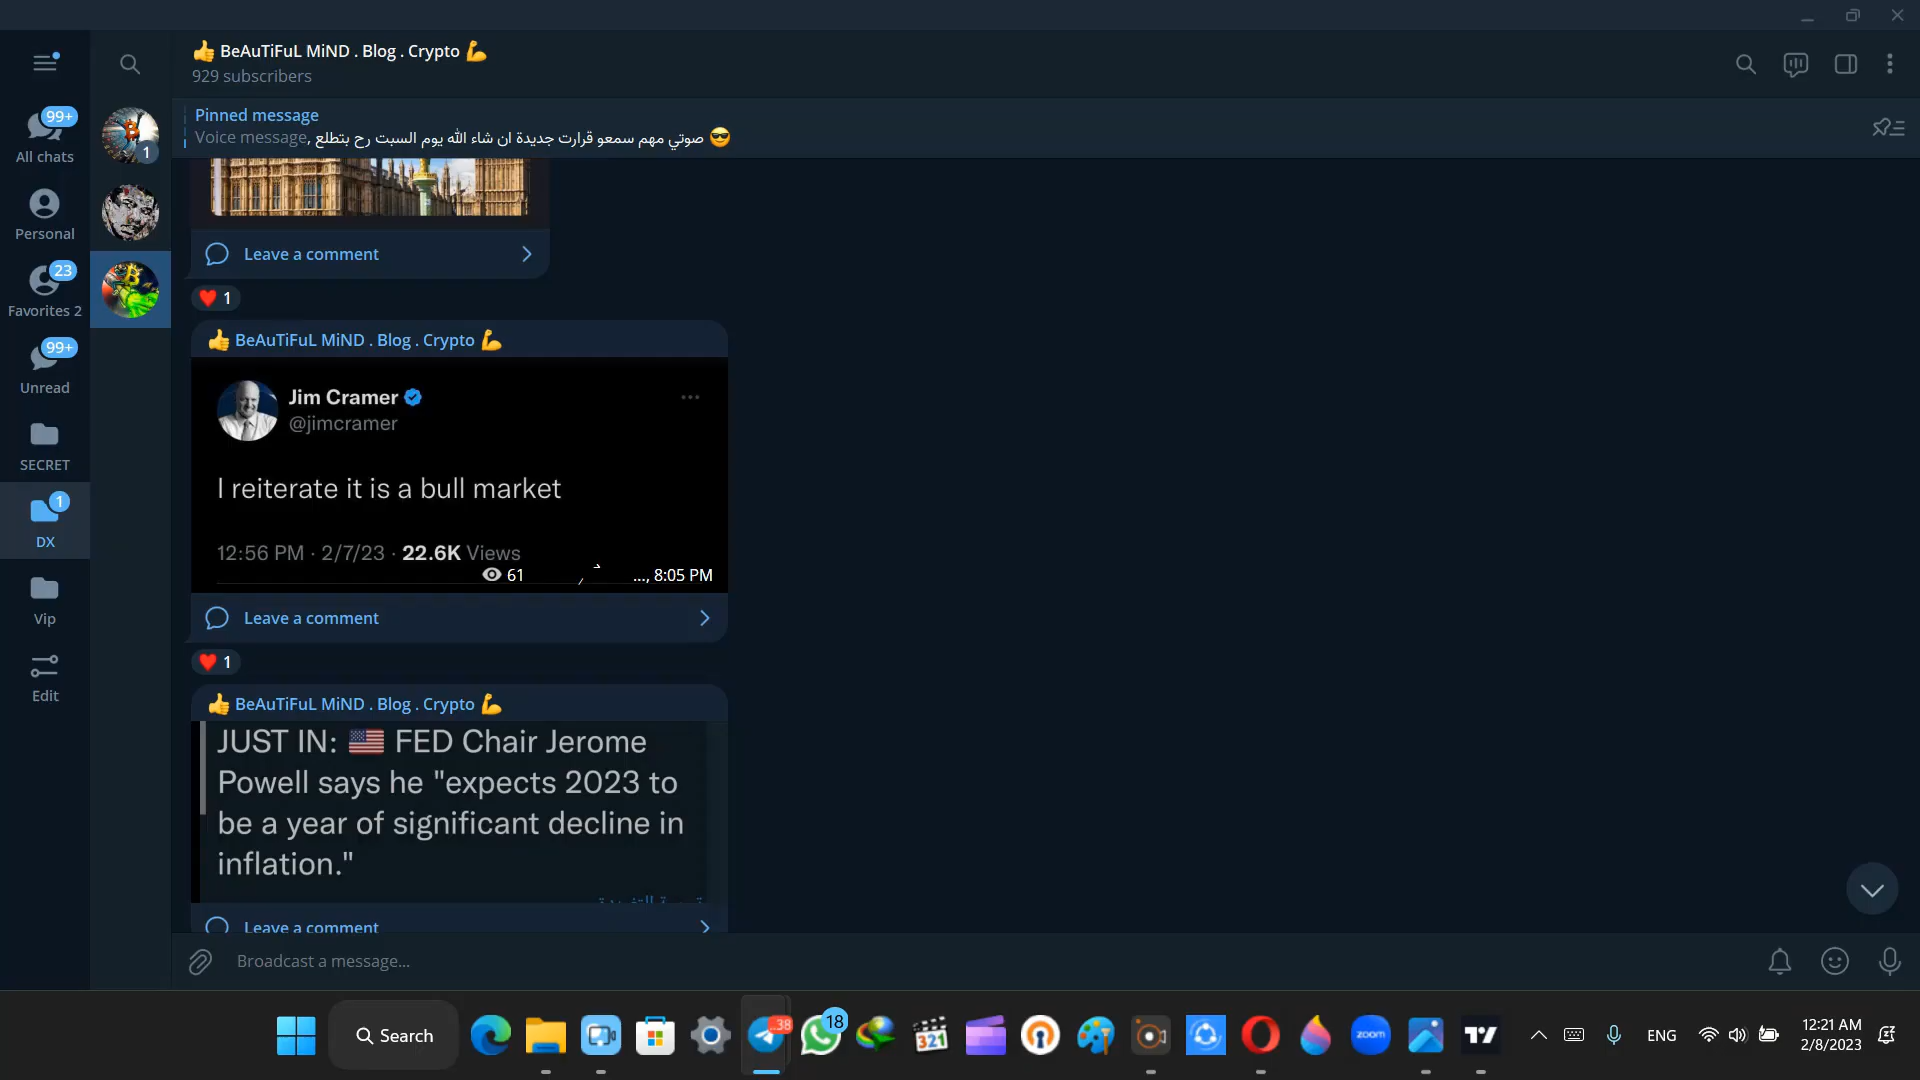 👍 BeAuTiFuL MiND . Blog . Crypto 💪
929 subscribers
Pinned message
Voice message, صوتي مهم سمعو قرارت جديدة ان شاء الله يوم السبت رح بتطلع 😎
99+
All chats
Personal
23
Favorites 2
99+
Unread
SECRET
1
DX
Vip
Edit
1
Leave a comment
❤️ 1
👍 BeAuTiFuL MiND . Blog . Crypto 💪
Jim Cramer
@jimcramer
I reiterate it is a bull market
12:56 PM · 2/7/23 · 22.6K Views
61
..., 8:05 PM
Leave a comment
❤️ 1
👍 BeAuTiFuL MiND . Blog . Crypto 💪
JUST IN: 🇺🇸 FED Chair Jerome
Powell says he "expects 2023 to
be a year of significant decline in
inflation."
Leave a comment
Broadcast a message...
Search
..38
18
321
zoom
ENG
12:21 AM
2/8/2023